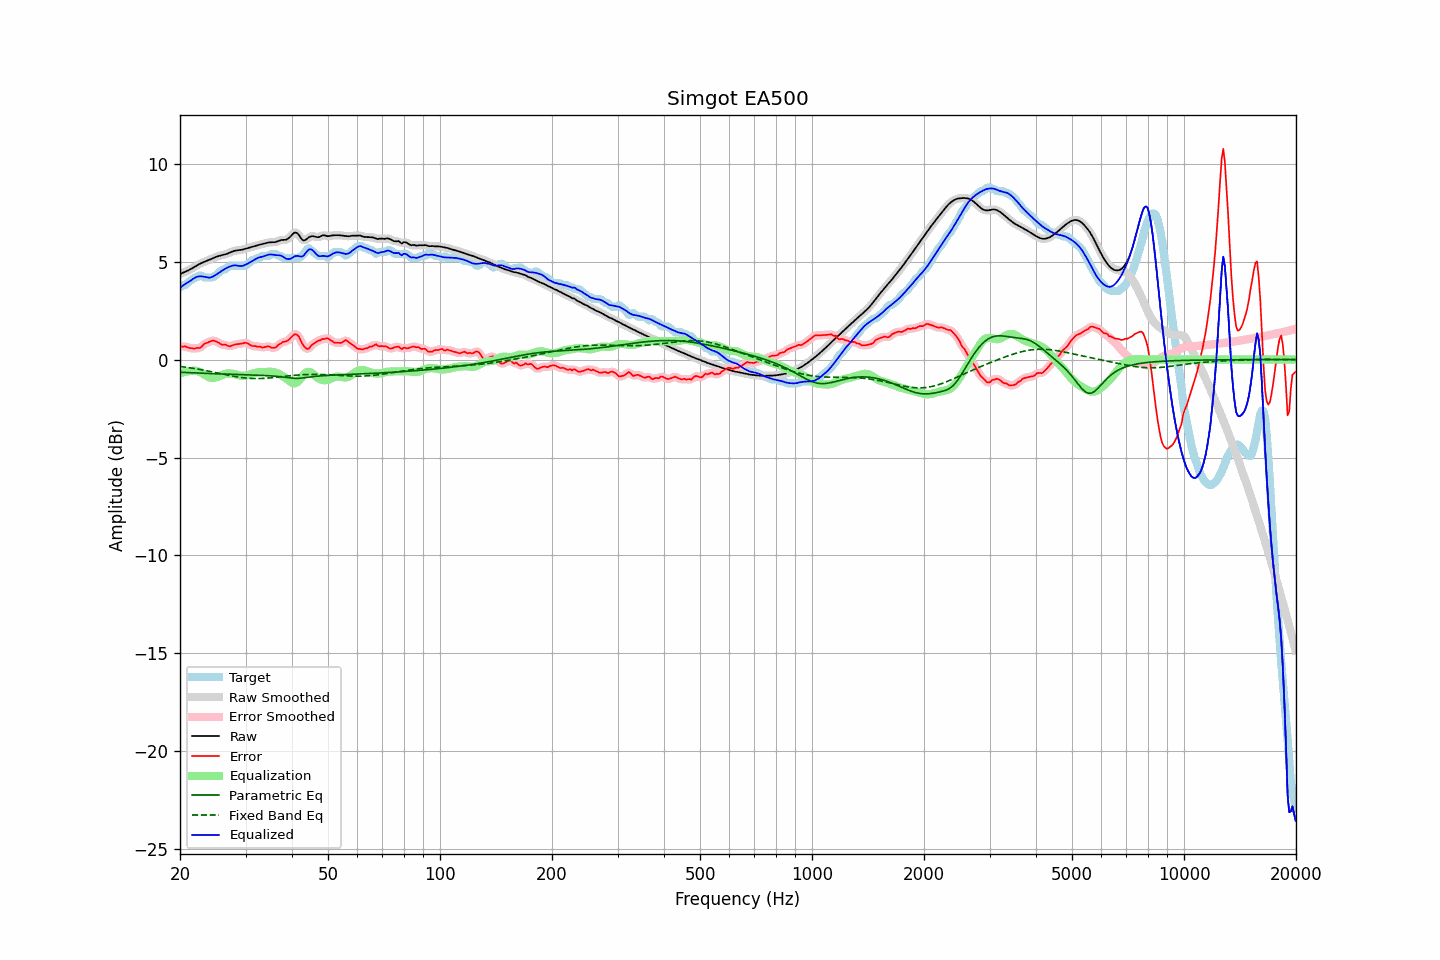 Simgot EA500
10
5
0
−5
−10
−15
−20
−25
Amplitude (dBr)
Target
Raw Smoothed
Error Smoothed
Raw
Error
Equalization
Parametric Eq
Fixed Band Eq
Equalized
20 50 100 200 500 1000 2000 5000 10000 20000
Frequency (Hz)